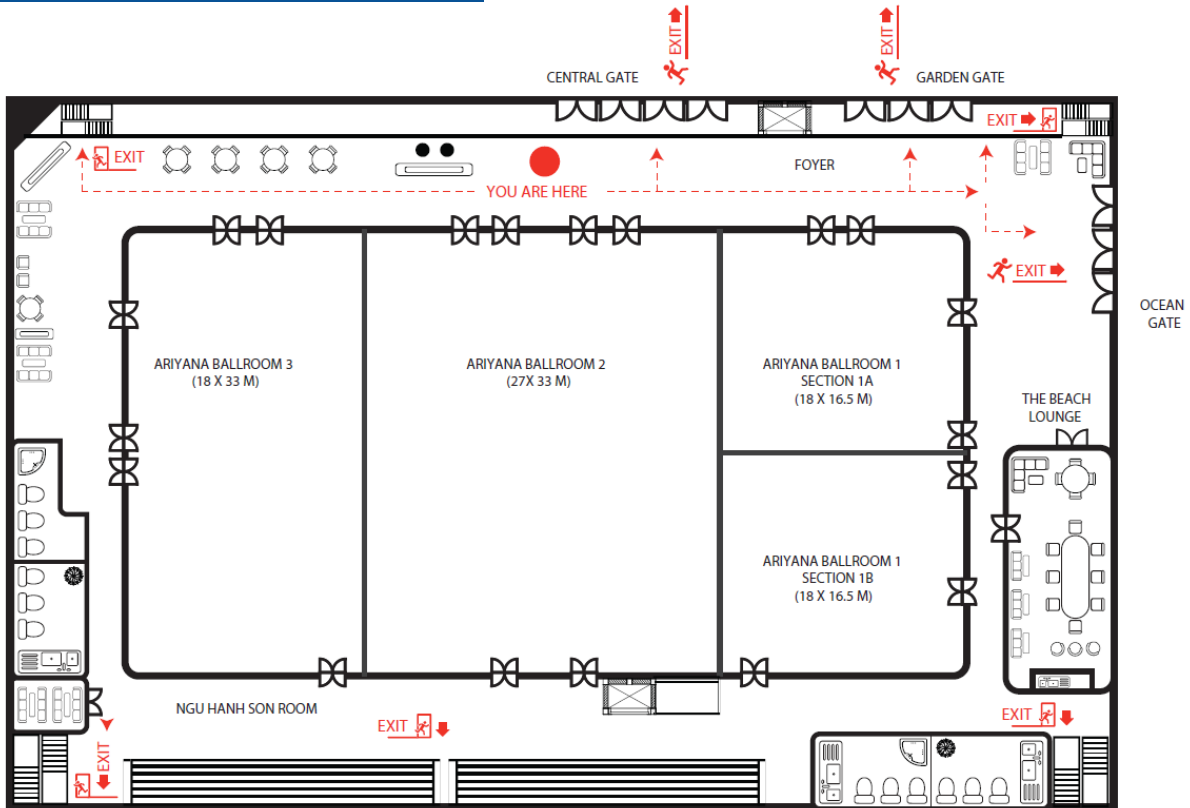 EXIT
EXIT
CENTRAL GATE
GARDEN GATE
EXIT
EXIT
FOYER
YOU ARE HERE
EXIT
OCEAN
GATE
ARIYANA BALLROOM 3
(18 X 33 M)
ARIYANA BALLROOM 2
(27X 33 M)
ARIYANA BALLROOM 1
SECTION 1A
(18 X 16.5 M)
THE BEACH
LOUNGE
ARIYANA BALLROOM 1
SECTION 1B
(18 X 16.5 M)
NGU HANH SON ROOM
EXIT
EXIT
EXIT